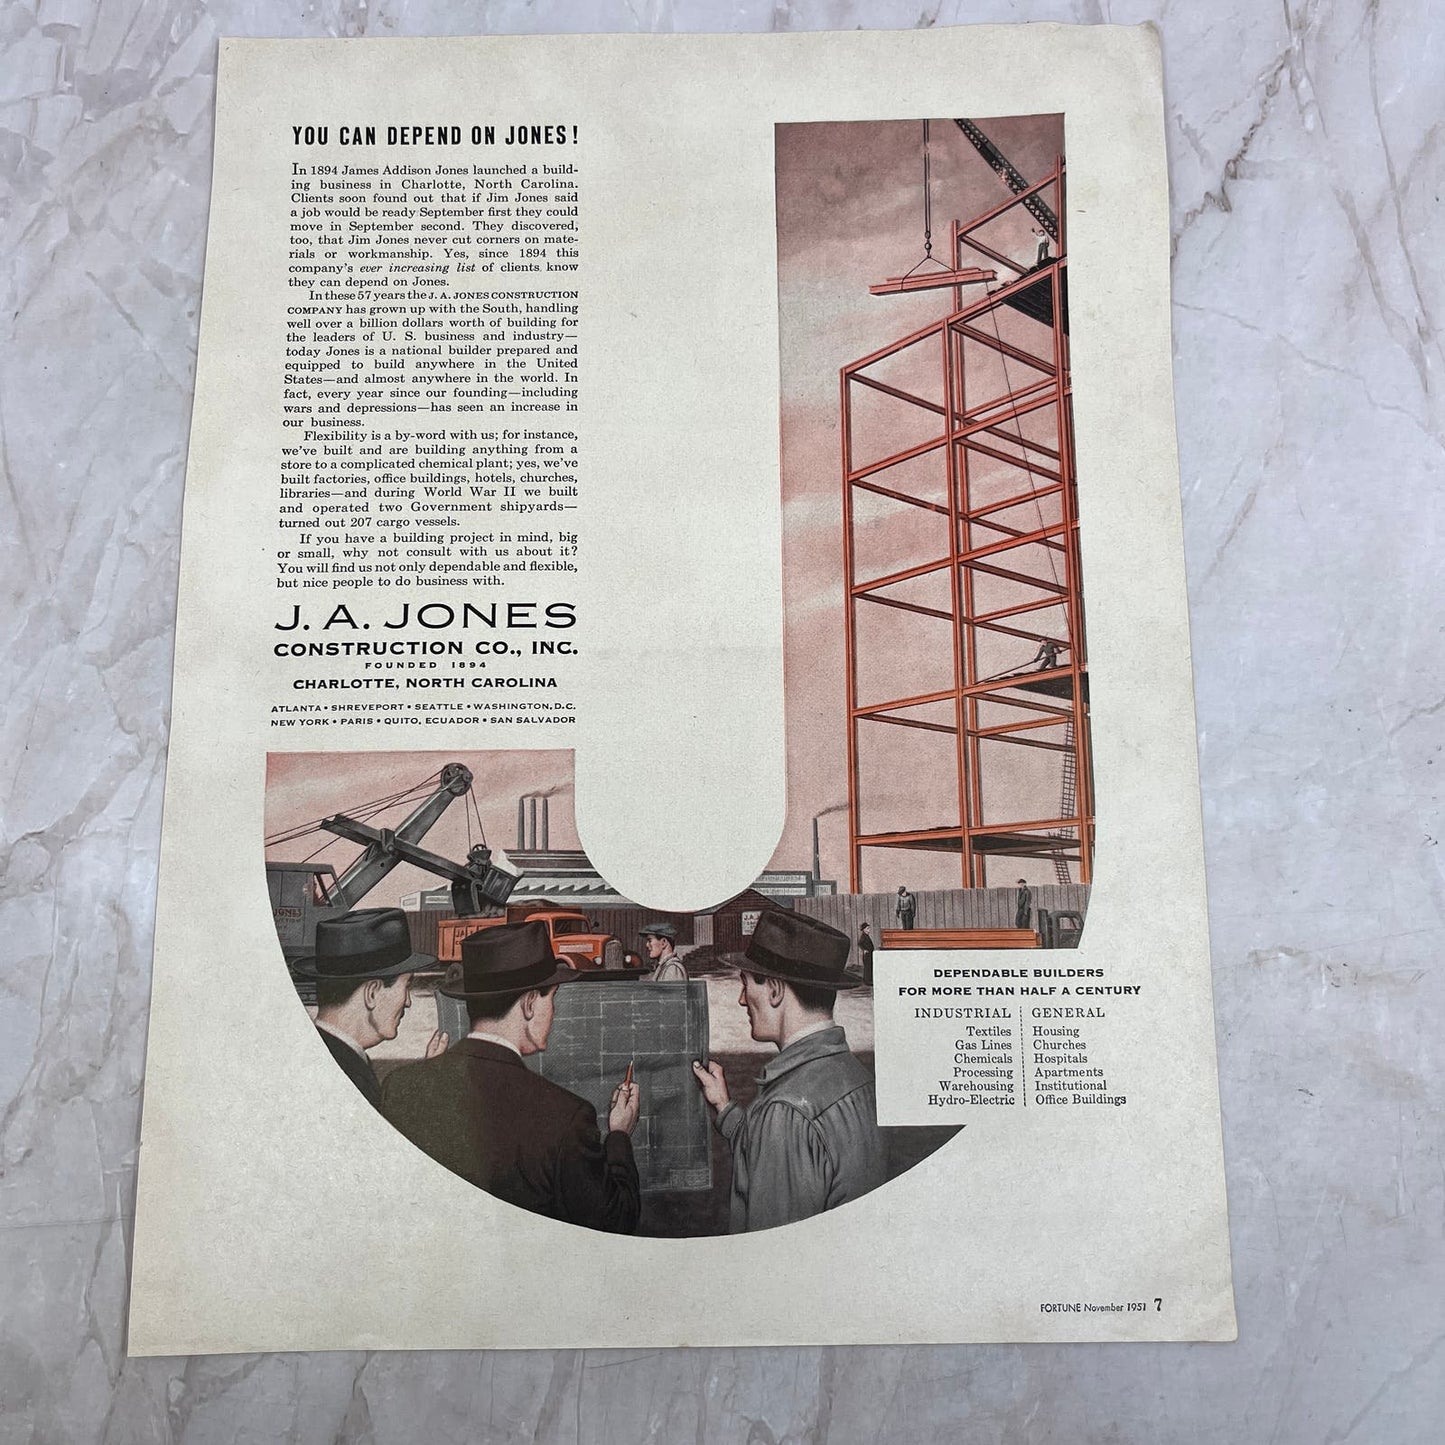 YOU CAN DEPEND ON JONES!
In 1894 James Addison Jones launched a build-
ing business in Charlotte, North Carolina.
Clients soon found out that if Jim Jones said
a job would be ready September first they could
move in September second. They discovered,
too, that Jim Jones never cut corners on mate-
rials or workmanship. Yes, since 1894 this
company's ever increasing list of clients know
they can depend on Jones.
In these 57 years the J. A. JONES CONSTRUCTION
COMPANY has grown up with the South, handling
well over a billion dollars worth of building for
the leaders of U. S. business and industry—
today Jones is a national builder prepared and
equipped to build anywhere in the United
States—and almost anywhere in the world. In
fact, every year since our founding—including
wars and depressions—has seen an increase in
our business.
Flexibility is a by-word with us; for instance,
we've built and are building anything from a
store to a complicated chemical plant; yes, we've
built factories, office buildings, hotels, churches,
libraries—and during World War II we built
and operated two Government shipyards—
turned out 207 cargo vessels.
If you have a building project in mind, big
or small, why not consult with us about it?
You will find us not only dependable and flexible,
but nice people to do business with.
J. A. JONES
CONSTRUCTION CO., INC.
FOUNDED 1894
CHARLOTTE, NORTH CAROLINA
ATLANTA • SHREVEPORT • SEATTLE • WASHINGTON, D.C.
NEW YORK • PARIS • QUITO, ECUADOR • SAN SALVADOR
JONES
J.A.
DEPENDABLE BUILDERS
FOR MORE THAN HALF A CENTURY
INDUSTRIAL GENERAL
Textiles Housing
Gas Lines Churches
Chemicals Hospitals
Processing Apartments
Warehousing Institutional
Hydro-Electric Office Buildings
FORTUNE November 1951 7